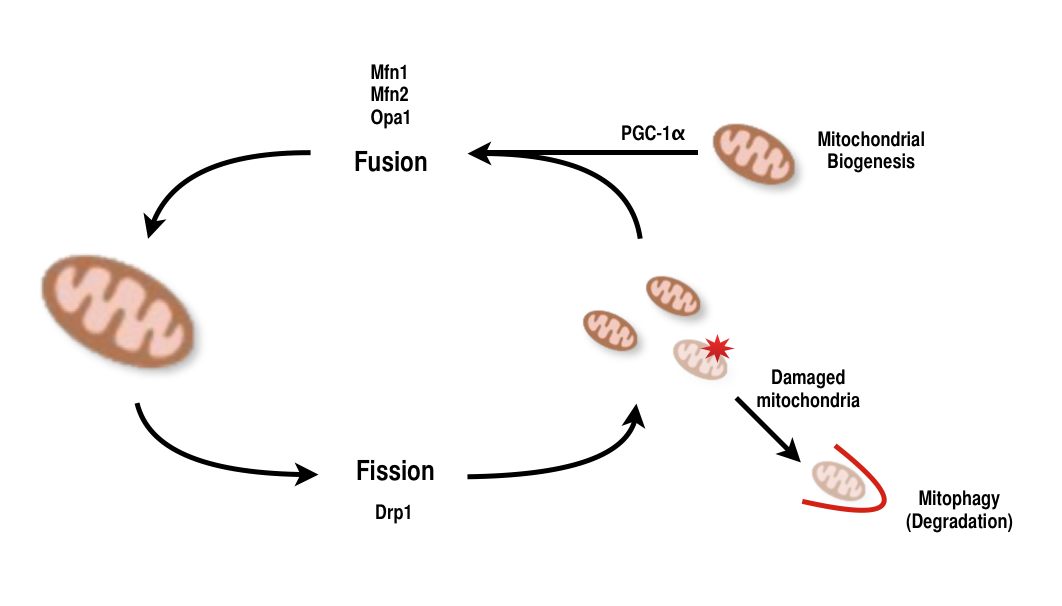 Mfn1
Mfn2
Opa1
Fusion
PGC-1α
Mitochondrial
Biogenesis
Damaged
mitochondria
Fission
Drp1
Mitophagy
(Degradation)